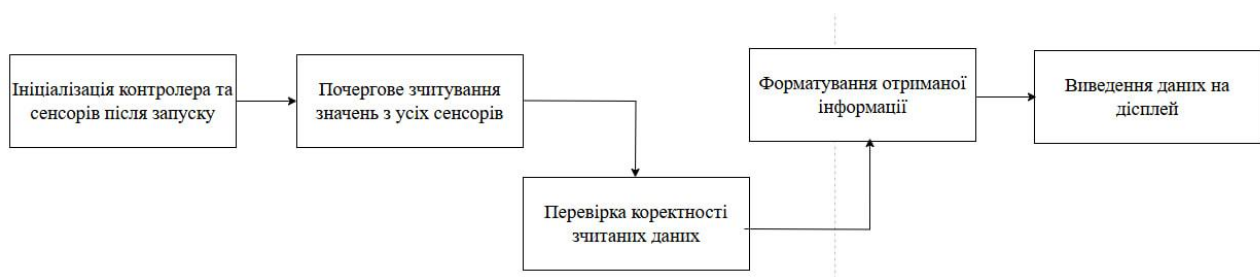 Ініціалізація контролера та
сенсорів після запуску
Почергове зчитування
значень з усіх сенсорів
Перевірка коректності
зчитаних даних
Форматування отриманої
інформації
Виведення даних на
дісплей